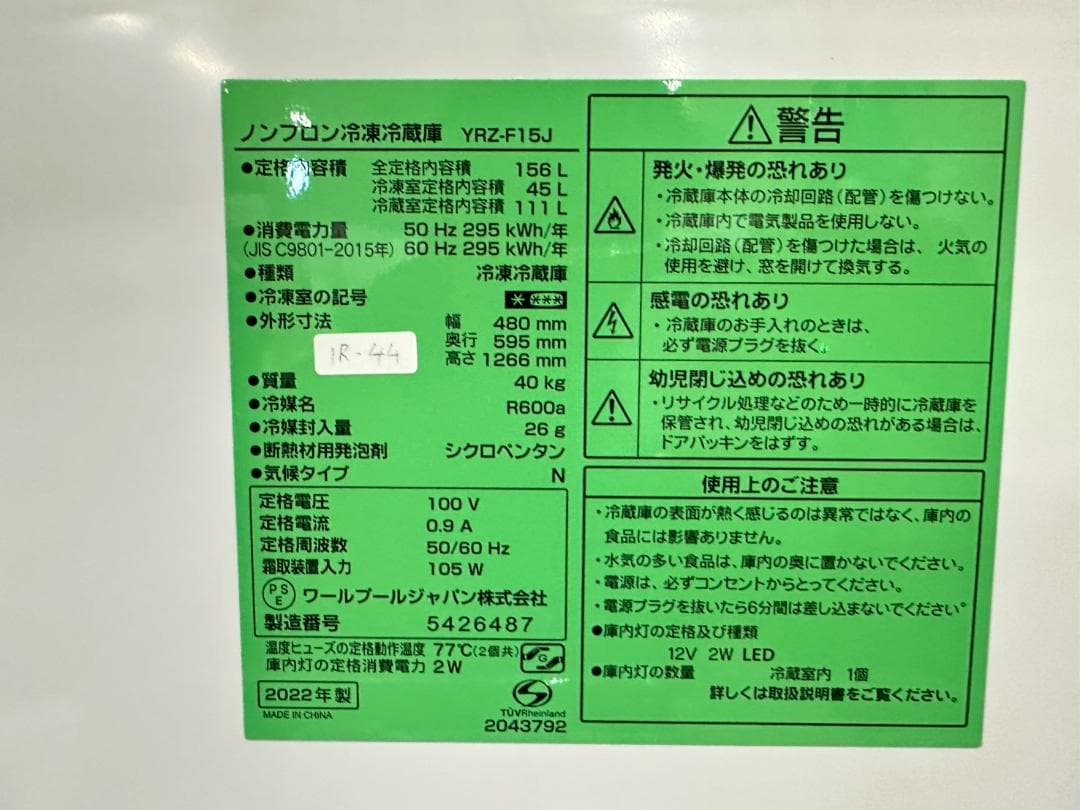 ノンフロン冷凍冷蔵庫 YRZ-F15J
●定格内容積 全定格内容積 156 L
冷凍室定格内容積 45 L
冷蔵室定格内容積 111 L
●消費電力量 50 Hz 295 kWh/年
(JIS C9801-2015年) 60 Hz 295 kWh/年
●種類 冷凍冷蔵庫
●冷凍室の記号 * ***
●外形寸法 幅 480 mm
奥行 595 mm
高さ 1266 mm
1R-44
●質量 40 kg
●冷媒名 R600a
●冷媒封入量 26 g
●断熱材用発泡剤 シクロペンタン
●気候タイプ N
定格電圧 100 V
定格電流 0.9 A
定格周波数 50/60 Hz
霜取装置入力 105 W
PSE ワールプールジャパン株式会社
製造番号 5426487
温度ヒューズの定格動作温度 77℃(2個共)
庫内灯の定格消費電力 2W
G
2022年製
MADE IN CHINA
TÜVRheinland
2043792
警告
発火・爆発の恐れあり
・冷蔵庫本体の冷却回路(配管)を傷つけない。
・冷蔵庫内で電気製品を使用しない。
・冷却回路(配管)を傷つけた場合は、火気の
使用を避け、窓を開けて換気する。
感電の恐れあり
・冷蔵庫のお手入れのときは、
必ず電源プラグを抜く。
幼児閉じ込めの恐れあり
・リサイクル処理などのため一時的に冷蔵庫を
保管され、幼児閉じ込めの恐れがある場合は、
ドアパッキンをはずす。
使用上のご注意
・冷蔵庫の表面が熱く感じるのは異常ではなく、庫内の
食品には影響ありません。
・水気の多い食品は、庫内の奥に置かないでください。
・電源は、必ずコンセントからとってください。
・電源プラグを抜いたら6分間は差し込まないでください。
●庫内灯の定格及び種類
12V 2W LED
●庫内灯の数量 冷蔵室内 1個
詳しくは取扱説明書をご覧ください。